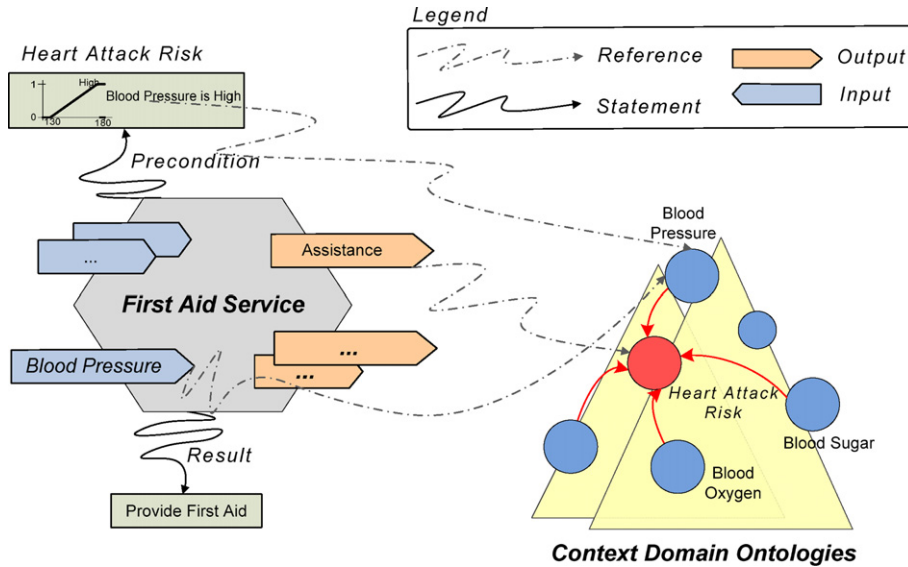 Legend
Heart Attack Risk
Reference
Output
1
High
Blood Pressure is High
0
130
180
Statement
Input
Precondition
Blood
Pressure
...
Assistance
First Aid Service
Blood Pressure
...
...
Heart Attack
Risk
Blood Sugar
Result
Blood
Oxygen
Provide First Aid
Context Domain Ontologies